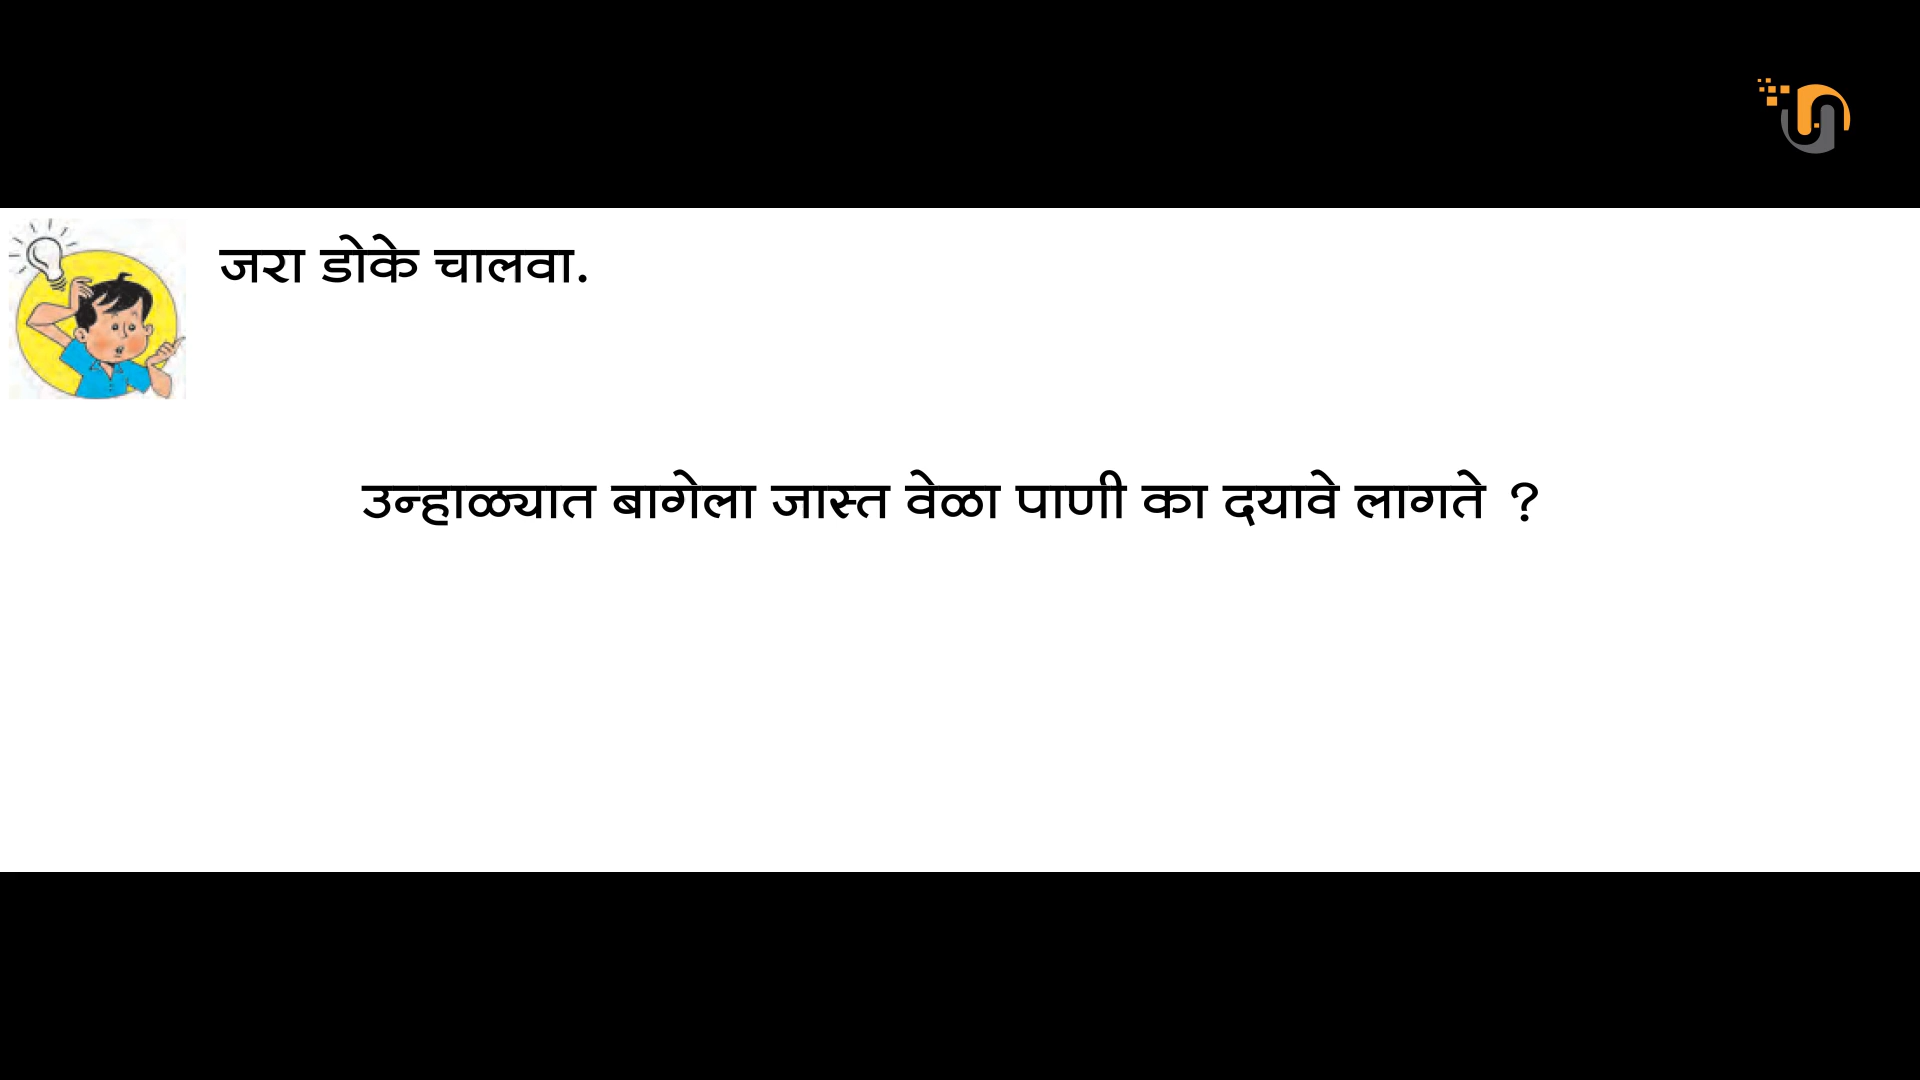 जरा डोके चालवा.
उन्हाळ्यात बागेला जास्त वेळा पाणी का दयावे लागते ?